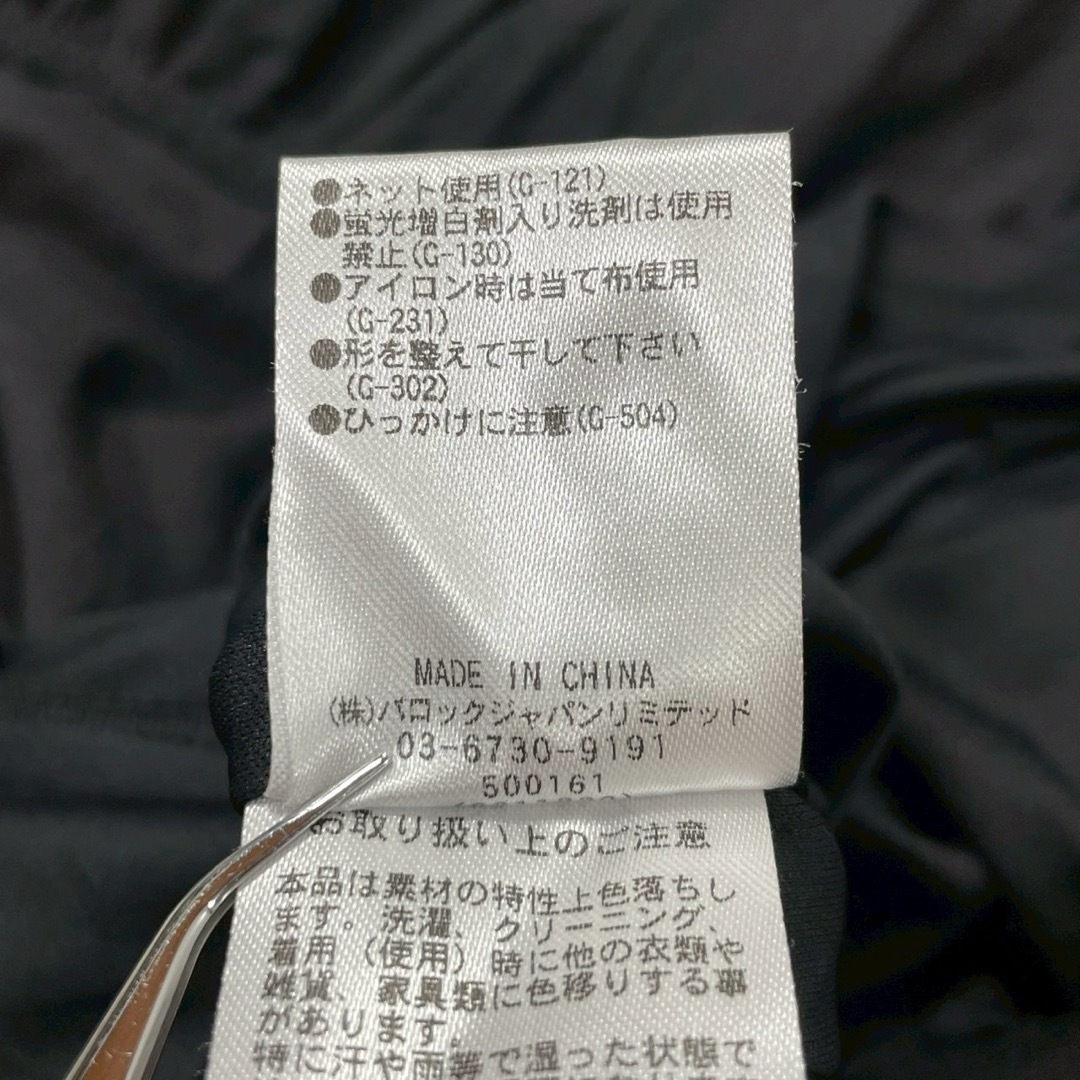 ●ネット使用(G-121)
●蛍光増白剤入り洗剤は使用
禁止(G-130)
●アイロン時は当て布使用
(G-231)
●形を整えて干して下さい
(G-302)
●ひっかけに注意(G-504)
MADE IN CHINA
(株)バロックジャパンリミテッド
03-6730-9191
500161
お取り扱い上のご注意
本品は素材の特性上色落ちし
ます。洗濯、クリーニング、
着用(使用)時に他の衣類や
雑貨、家具類に色移りする事
があります。
特に汗や雨等で湿った状態で